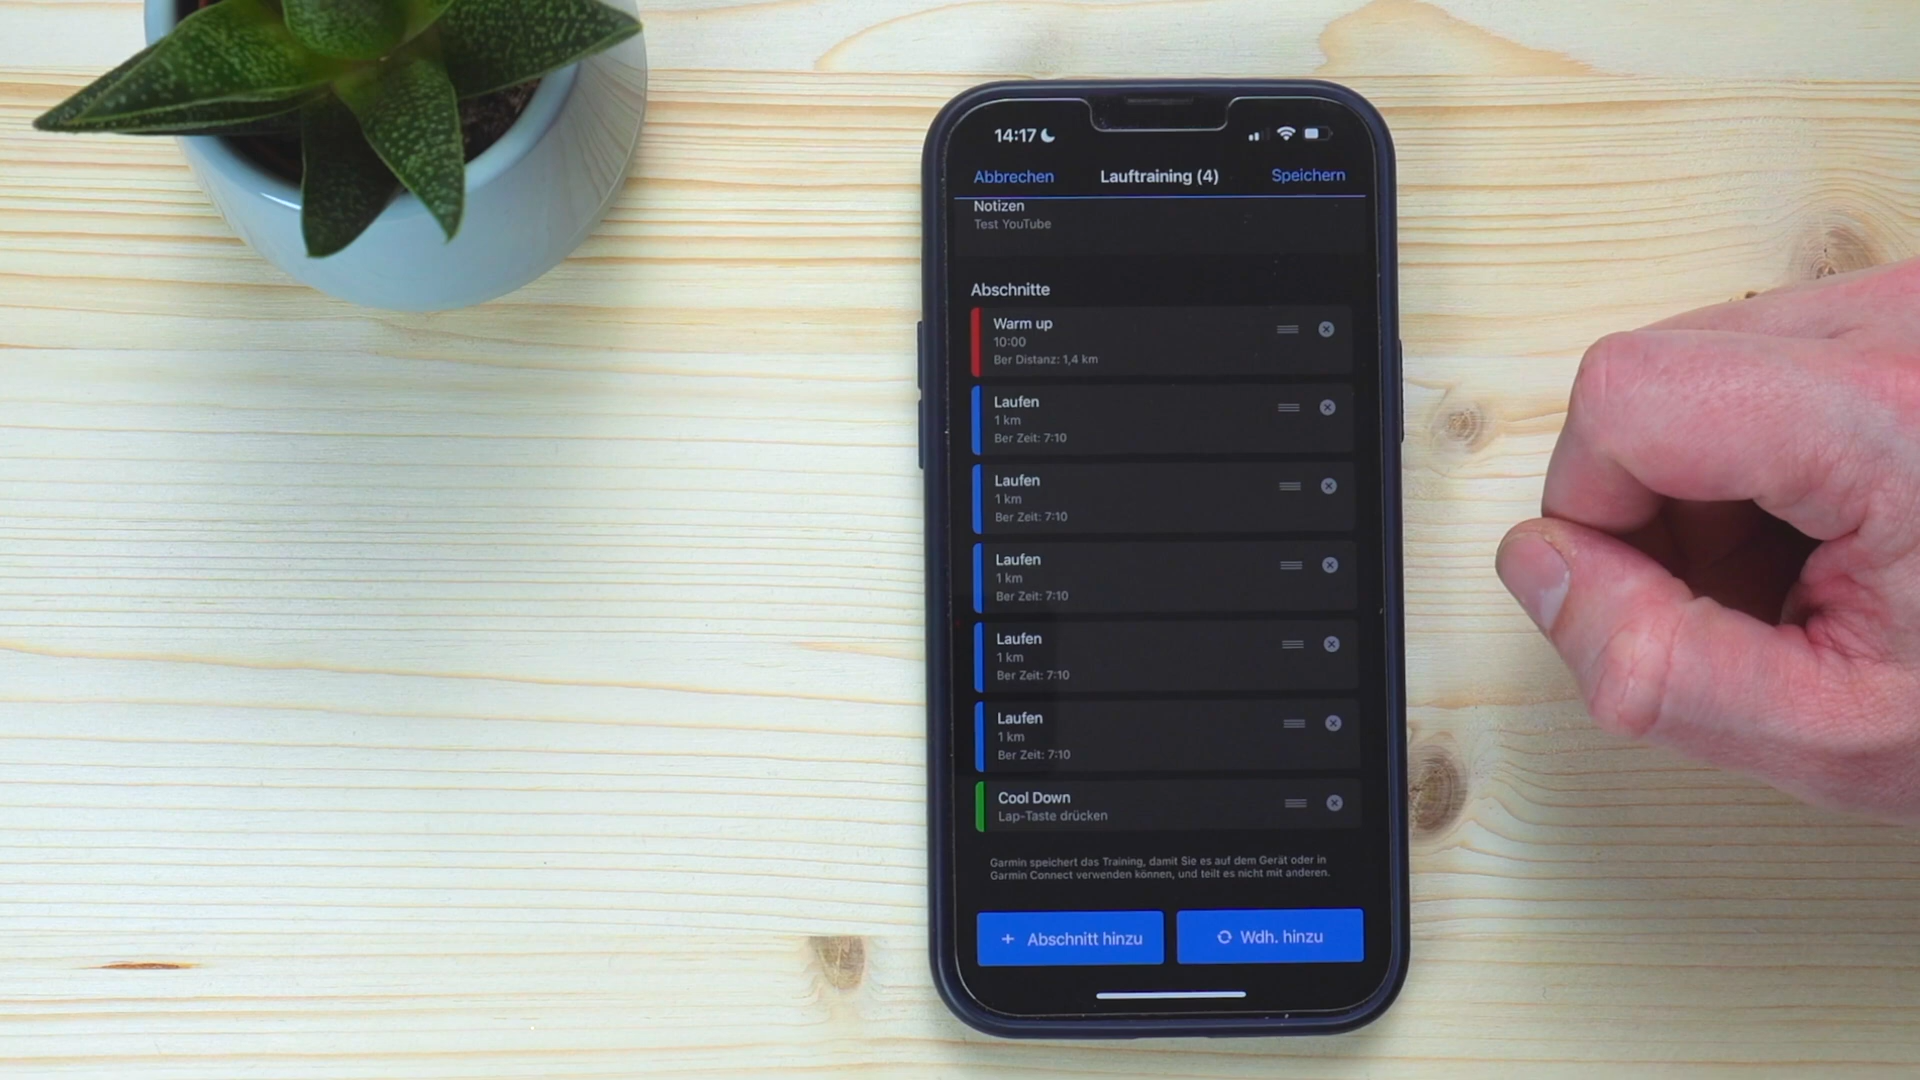 14:17
Abbrechen
Lauftraining (4)
Speichern
Notizen
Test YouTube
Abschnitte
Warm up
10:00
Ber Distanz: 1,4 km
Laufen
1 km
Ber Zeit: 7:10
Laufen
1 km
Ber Zeit: 7:10
Laufen
1 km
Ber Zeit: 7:10
Laufen
1 km
Ber Zeit: 7:10
Laufen
1 km
Ber Zeit: 7:10
Cool Down
Lap-Taste drücken
Garmin speichert das Training, damit Sie es auf dem Gerät oder in
Garmin Connect verwenden können, und teilt es nicht mit anderen.
+ Abschnitt hinzu
Wdh. hinzu